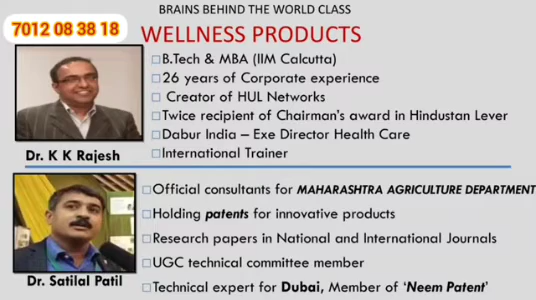 BRAINS BEHIND THE WORLD CLASS
7012 08 38 18
WELLNESS PRODUCTS
B.Tech & MBA (IIM Calcutta)
26 years of Corporate experience
Creator of HUL Networks
Twice recipient of Chairman's award in Hindustan Lever
Dabur India – Exe Director Health Care
International Trainer
Dr. K K Rajesh
Official consultants for MAHARASHTRA AGRICULTURE DEPARTMENT
Holding patents for innovative products
Research papers in National and International Journals
UGC technical committee member
Technical expert for Dubai, Member of ‘Neem Patent’
Dr. Satilal Patil